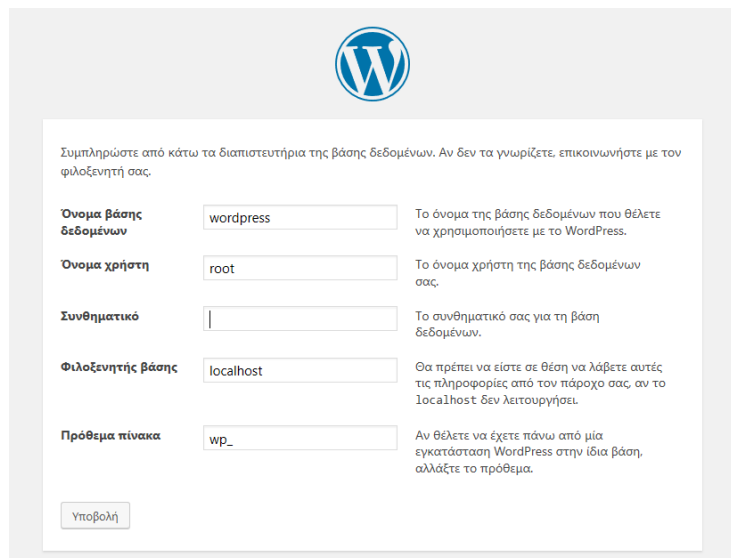 Συμπληρώστε από κάτω τα διαπιστευτήρια της βάσης δεδομένων. Αν δεν τα γνωρίζετε, επικοινωνήστε με τον
φιλοξενητή σας.
Όνομα βάσης
δεδομένων
wordpress
Το όνομα της βάσης δεδομένων που θέλετε
να χρησιμοποιήσετε με το WordPress.
Όνομα χρήστη
root
Το όνομα χρήστη της βάσης δεδομένων
σας.
Συνθηματικό
Το συνθηματικό σας για τη βάση
δεδομένων.
Φιλοξενητής βάσης
localhost
Θα πρέπει να είστε σε θέση να λάβετε αυτές
τις πληροφορίες από τον πάροχο σας, αν το
localhost δεν λειτουργήσει.
Πρόθεμα πίνακα
wp_
Αν θέλετε να έχετε πάνω από μία
εγκατάσταση WordPress στην ίδια βάση,
αλλάξτε το πρόθεμα.
Υποβολή